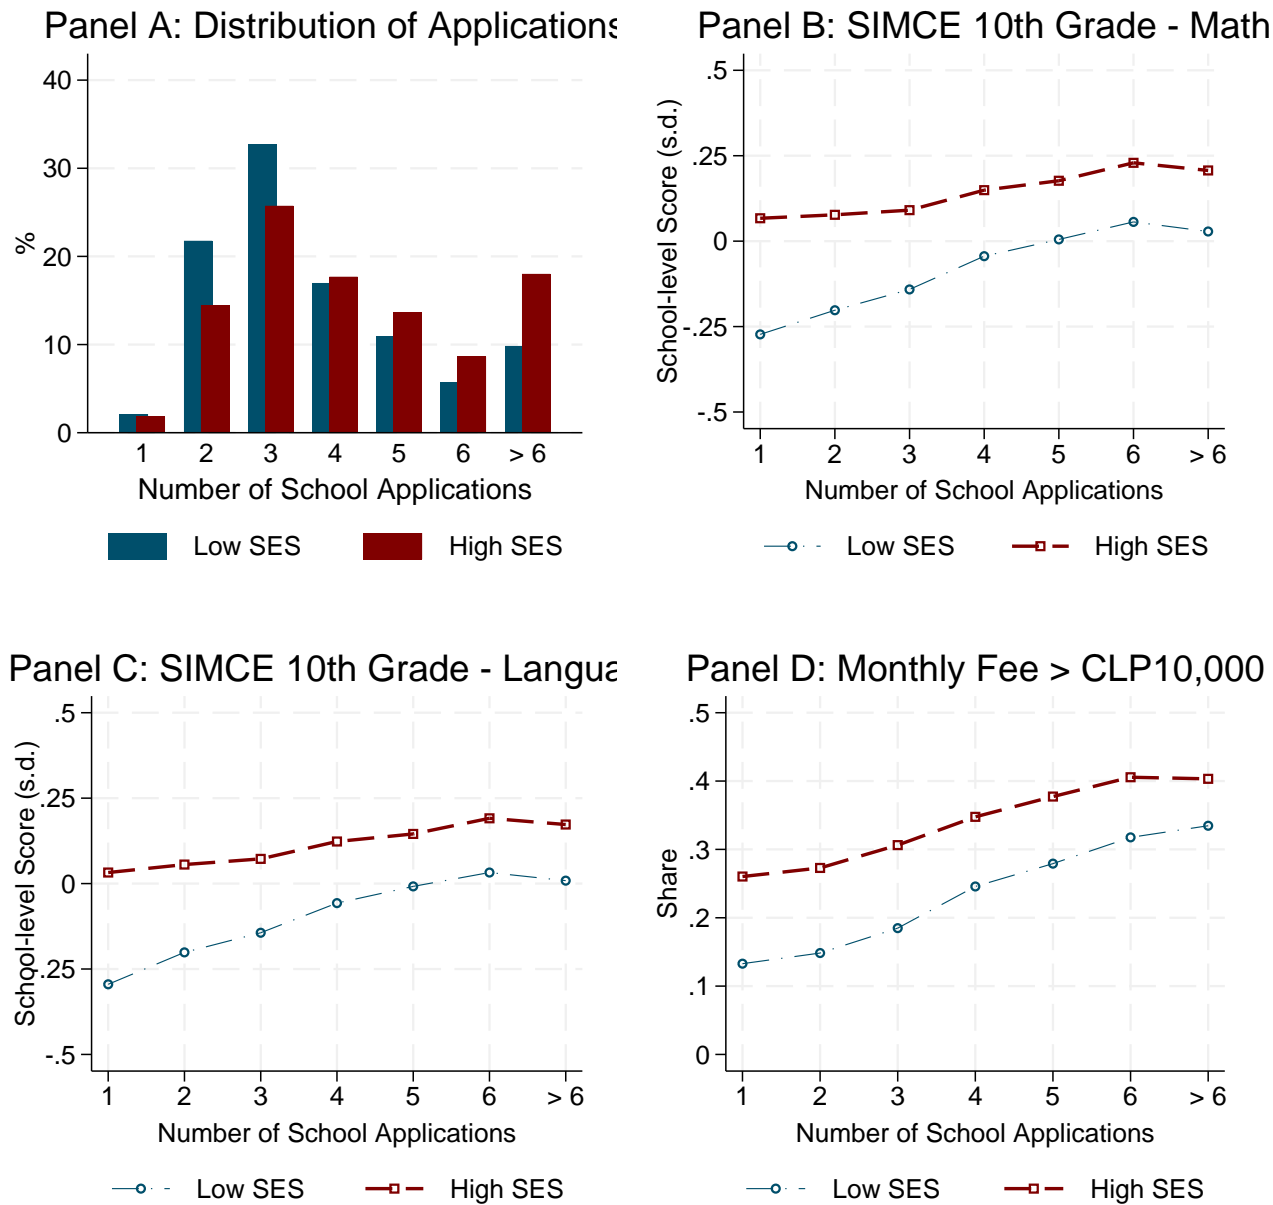 Panel A: Distribution of Applications
40
30
20
10
0
%
1 2 3 4 5 6 > 6
Number of School Applications
Low SES High SES
Panel B: SIMCE 10th Grade - Math
.5
.25
0
-.25
-.5
School-level Score (s.d.)
1 2 3 4 5 6 > 6
Number of School Applications
Low SES High SES
Panel C: SIMCE 10th Grade - Langua
.5
.25
0
-.25
-.5
School-level Score (s.d.)
1 2 3 4 5 6 > 6
Number of School Applications
Low SES High SES
Panel D: Monthly Fee > CLP10,000
.5
.4
.3
.2
.1
0
Share
1 2 3 4 5 6 > 6
Number of School Applications
Low SES High SES